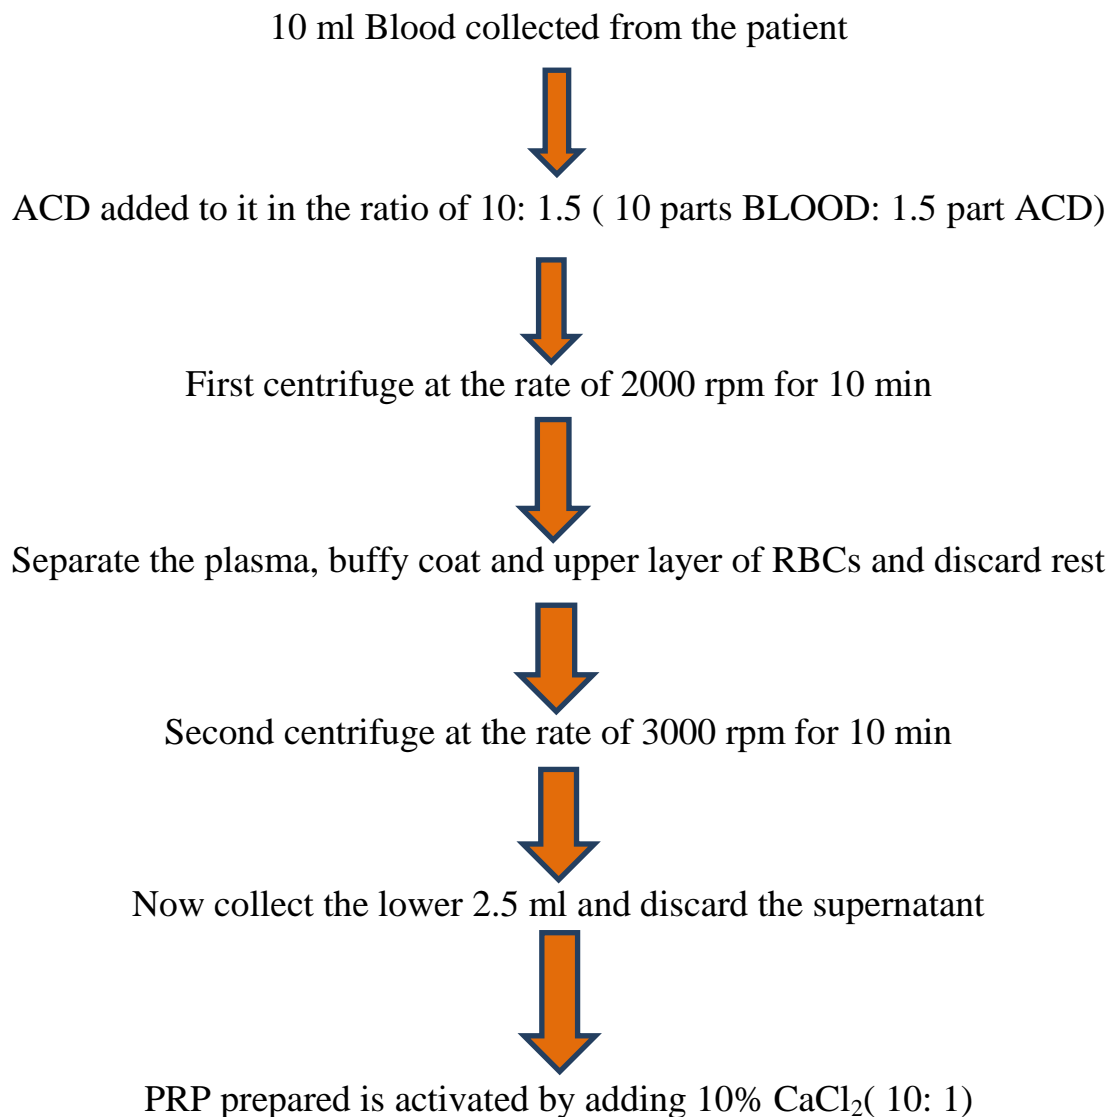 10 ml Blood collected from the patient
ACD added to it in the ratio of 10: 1.5 ( 10 parts BLOOD: 1.5 part ACD)
First centrifuge at the rate of 2000 rpm for 10 min
Separate the plasma, buffy coat and upper layer of RBCs and discard rest
Second centrifuge at the rate of 3000 rpm for 10 min
Now collect the lower 2.5 ml and discard the supernatant
PRP prepared is activated by adding 10% CaCl₂( 10: 1)